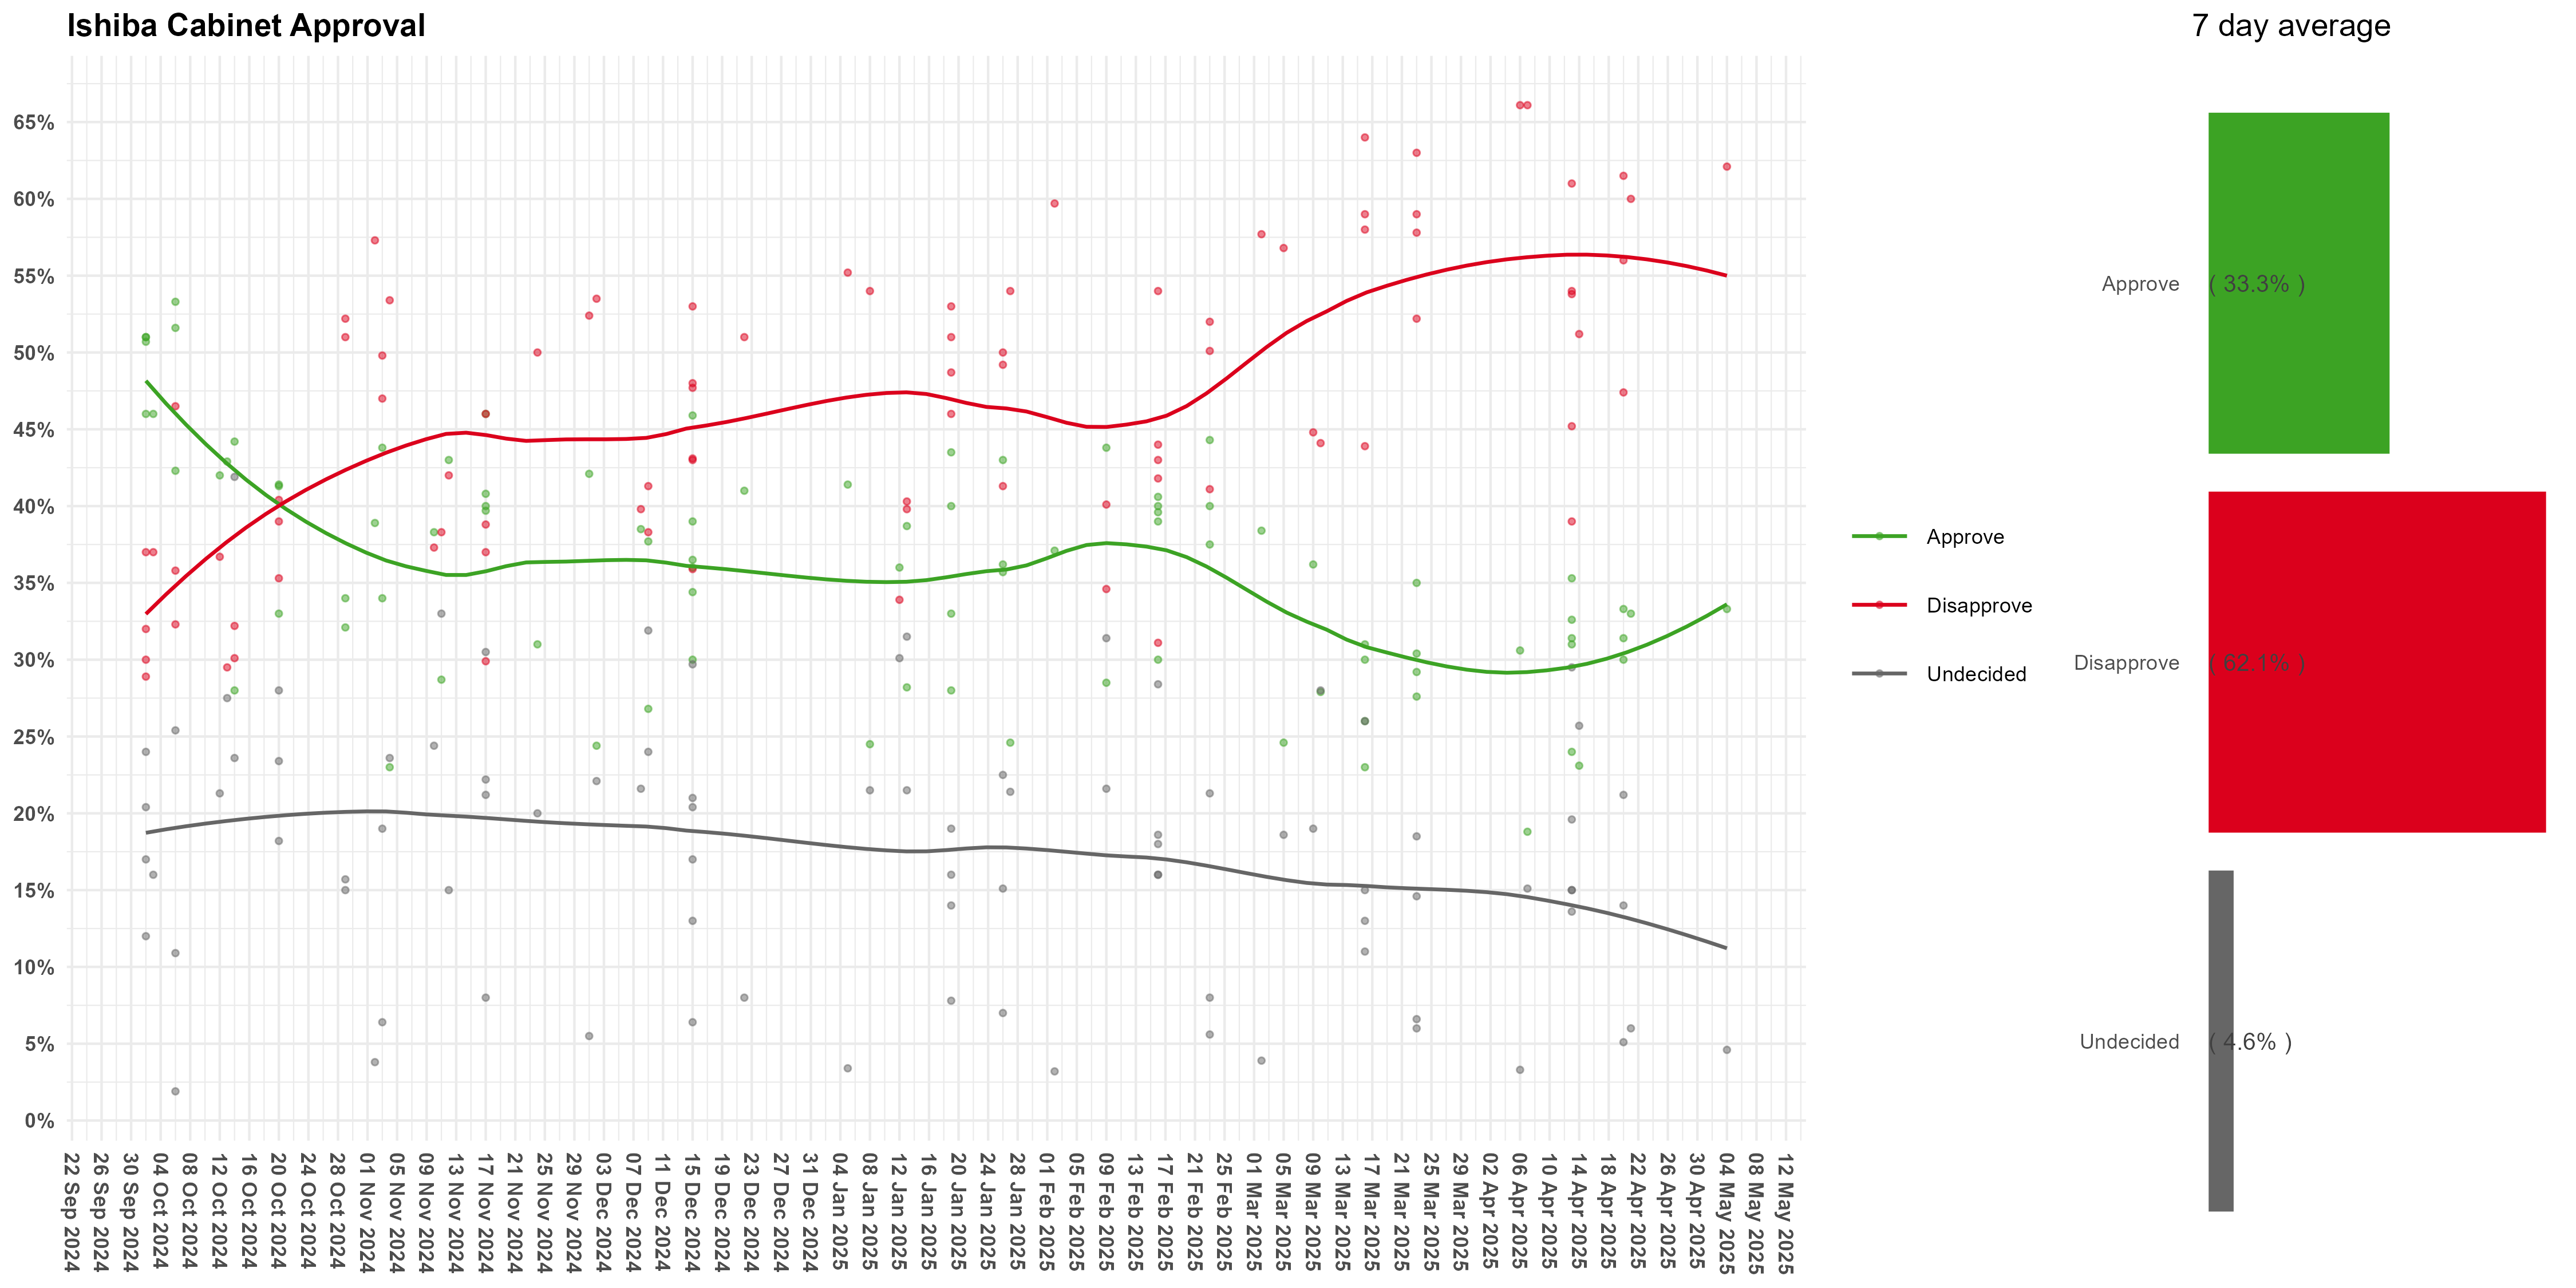 Ishiba Cabinet Approval
7 day average
65%
60%
55%
50%
45%
40%
35%
30%
25%
20%
15%
10%
5%
0%
22 Sep 2024
26 Sep 2024
30 Sep 2024
04 Oct 2024
08 Oct 2024
12 Oct 2024
16 Oct 2024
20 Oct 2024
24 Oct 2024
28 Oct 2024
01 Nov 2024
05 Nov 2024
09 Nov 2024
13 Nov 2024
17 Nov 2024
21 Nov 2024
25 Nov 2024
29 Nov 2024
03 Dec 2024
07 Dec 2024
11 Dec 2024
15 Dec 2024
19 Dec 2024
23 Dec 2024
27 Dec 2024
31 Dec 2024
04 Jan 2025
08 Jan 2025
12 Jan 2025
16 Jan 2025
20 Jan 2025
24 Jan 2025
28 Jan 2025
01 Feb 2025
05 Feb 2025
09 Feb 2025
13 Feb 2025
17 Feb 2025
21 Feb 2025
25 Feb 2025
01 Mar 2025
05 Mar 2025
09 Mar 2025
13 Mar 2025
17 Mar 2025
21 Mar 2025
25 Mar 2025
29 Mar 2025
02 Apr 2025
06 Apr 2025
10 Apr 2025
14 Apr 2025
18 Apr 2025
22 Apr 2025
26 Apr 2025
30 Apr 2025
04 May 2025
08 May 2025
12 May 2025
Approve
Disapprove
Undecided
Approve ( 33.3% )
Disapprove ( 62.1% )
Undecided ( 4.6% )